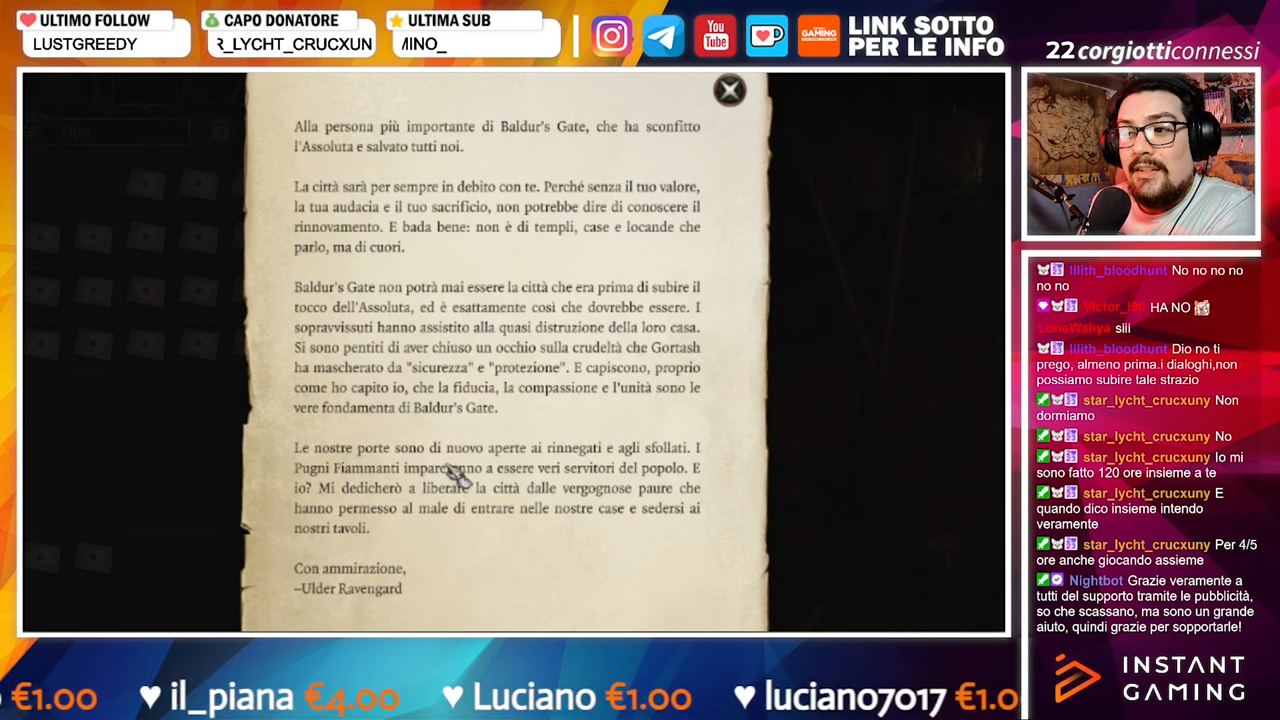 ULTIMO FOLLOW
LUSTGREEDY
CAPO DONATORE
R_LYCHT_CRUCXUN
ULTIMA SUB
MINO_
You
Tube
GAMING
LINK SOTTO
PER LE INFO
22corgiotticonnessi
Tipo
Alla persona più importante di Baldur's Gate, che ha sconfitto
l'Assoluta e salvato tutti noi.
La città sarà per sempre in debito con te. Perché senza il tuo valore,
la tua audacia e il tuo sacrificio, non potrebbe dire di conoscere il
rinnovamento. E bada bene: non è di templi, case e locande che
parlo, ma di cuori.
Baldur's Gate non potrà mai essere la città che era prima di subire il
tocco dell'Assoluta, ed è esattamente così che dovrebbe essere. I
sopravvissuti hanno assistito alla quasi distruzione della loro casa.
Si sono pentiti di aver chiuso un occhio sulla crudeltà che Gortash
ha mascherato da "sicurezza" e "protezione". E capiscono, proprio
come ho capito io, che la fiducia, la compassione e l'unità sono le
vere fondamenta di Baldur's Gate.
Le nostre porte sono di nuovo aperte ai rinnegati e agli sfollati. I
Pugni Fiammanti impareranno a essere veri servitori del popolo. E
io? Mi dedicherò a liberare la città dalle vergognose paure che
hanno permesso al male di entrare nelle nostre case e sedersi ai
nostri tavoli.
Con ammirazione,
–Ulder Ravengard
lilith_bloodhunt No no no no
no no
Victor_i90 HA NO
LoneWahya siii
lilith_bloodhunt Dio no ti
prego, almeno prima.i dialoghi,non
possiamo subire tale strazio
star_lycht_crucxuny Non
dormiamo
star_lycht_crucxuny No
star_lycht_crucxuny Io mi
sono fatto 120 ore insieme a te
star_lycht_crucxuny E
quando dico insieme intendo
veramente
star_lycht_crucxuny Per 4/5
ore anche giocando assieme
Nightbot Grazie veramente a
tutti del supporto tramite le pubblicità,
so che scassano, ma sono un grande
aiuto, quindi grazie per sopportarle!
INSTANT
GAMING
€1.00 il_piana €4.00 Luciano €1.00 luciano7017 €1.0